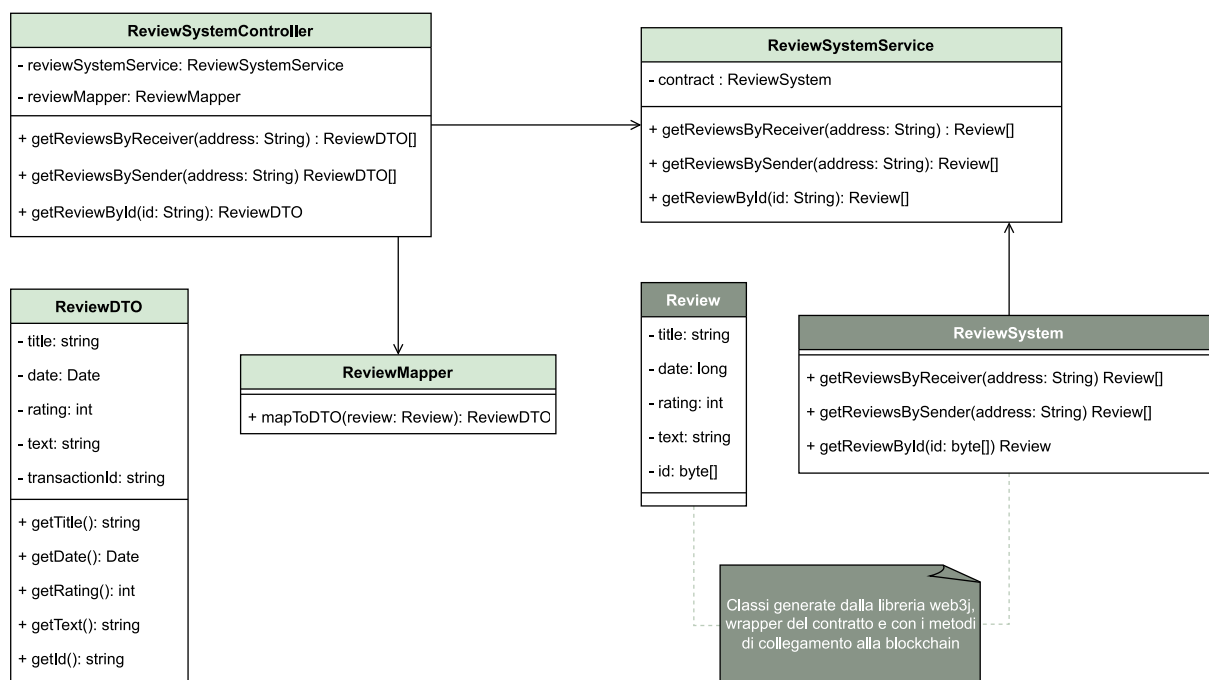 ReviewSystemController
- reviewSystemService: ReviewSystemService
- reviewMapper: ReviewMapper
+ getReviewsByReceiver(address: String) : ReviewDTO[]
+ getReviewsBySender(address: String) ReviewDTO[]
+ getReviewById(id: String): ReviewDTO
ReviewSystemService
- contract : ReviewSystem
+ getReviewsByReceiver(address: String) : Review[]
+ getReviewsBySender(address: String): Review[]
+ getReviewById(id: String): Review[]
ReviewDTO
- title: string
- date: Date
- rating: int
- text: string
- transactionId: string
+ getTitle(): string
+ getDate(): Date
+ getRating(): int
+ getText(): string
+ getId(): string
ReviewMapper
+ mapToDTO(review: Review): ReviewDTO
Review
- title: string
- date: long
- rating: int
- text: string
- id: byte[]
ReviewSystem
+ getReviewsByReceiver(address: String) Review[]
+ getReviewsBySender(address: String) Review[]
+ getReviewById(id: byte[]) Review
Classi generate dalla libreria web3j,
wrapper del contratto e con i metodi
di collegamento alla blockchain